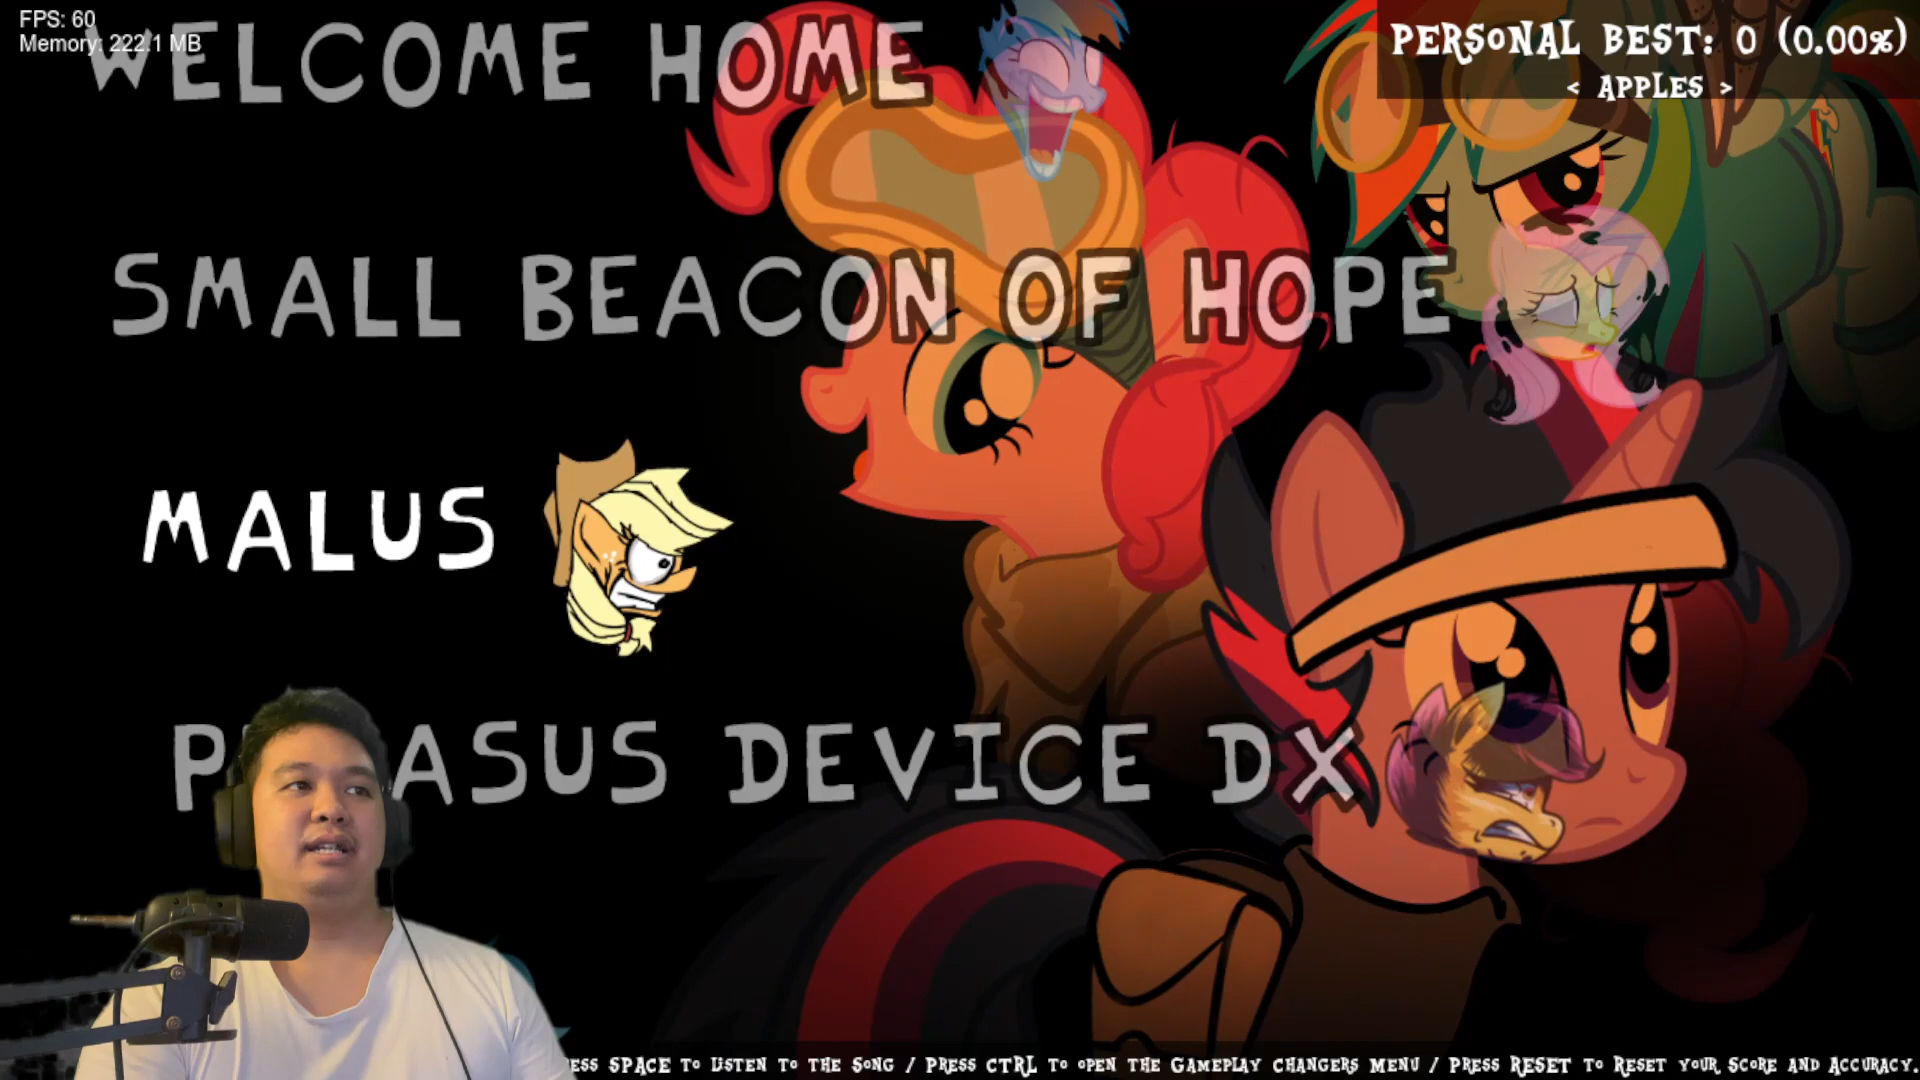 FPS: 60
Memory: 222.1 MB
PERSONAL BEST: 0 (0.00%)
< APPLES >
WELCOME HOME
SMALL BEACON OF HOPE
MALUS
DEVICE DX
SPACE TO LISTEN TO THE SONG / PRESS CTRL TO OPEN THE GAMEPLAY CHANGERS MENU / PRESS RESET TO RESET YOUR SCORE AND ACCURACY.